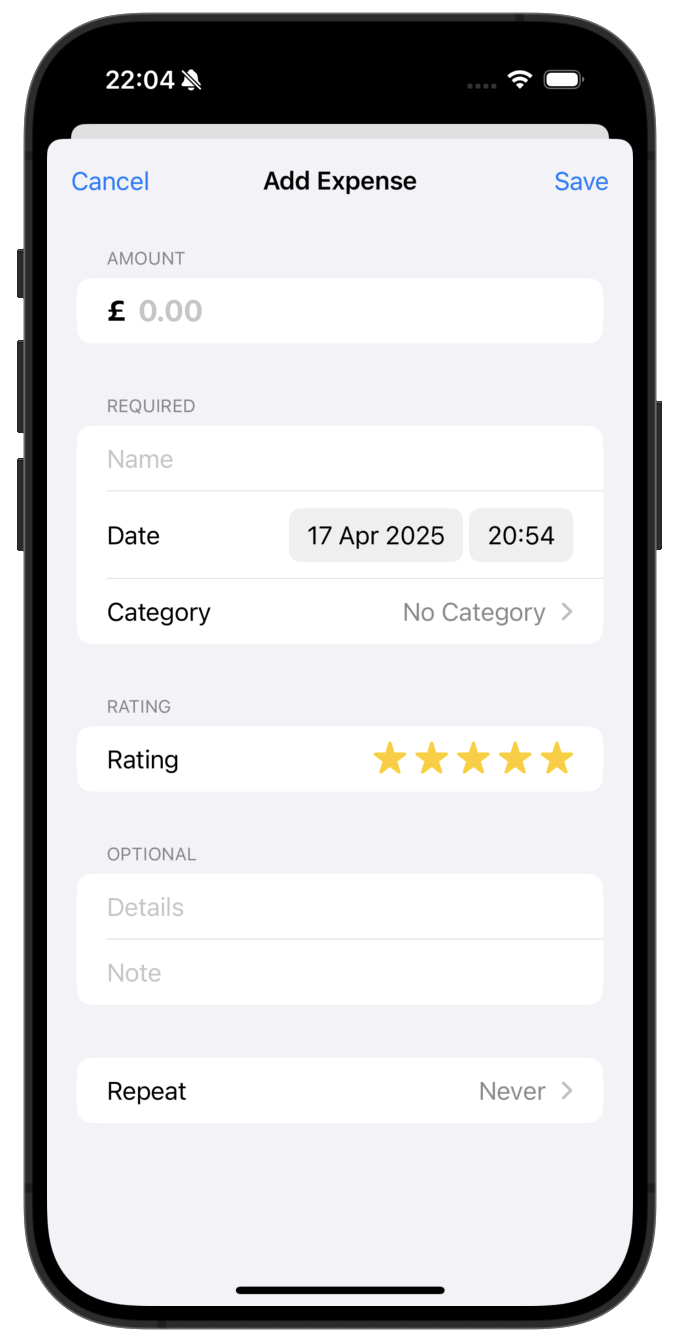 22:04
Cancel Add Expense Save
AMOUNT
£ 0.00
REQUIRED
Name
Date 17 Apr 2025 20:54
Category No Category
RATING
Rating
OPTIONAL
Details
Note
Repeat Never